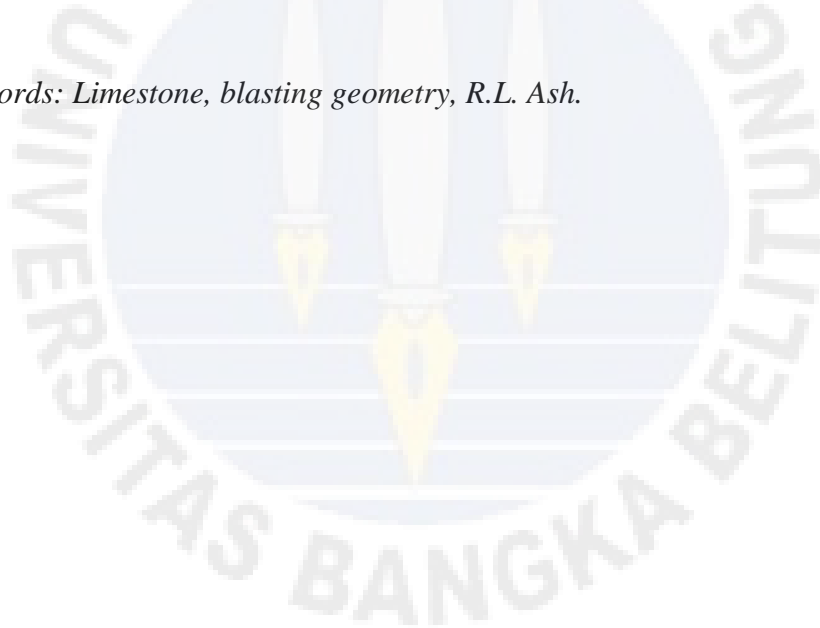 ords: Limestone, blasting geometry, R.L. Ash.
UNIVERSITAS BANGKA BELITUNG